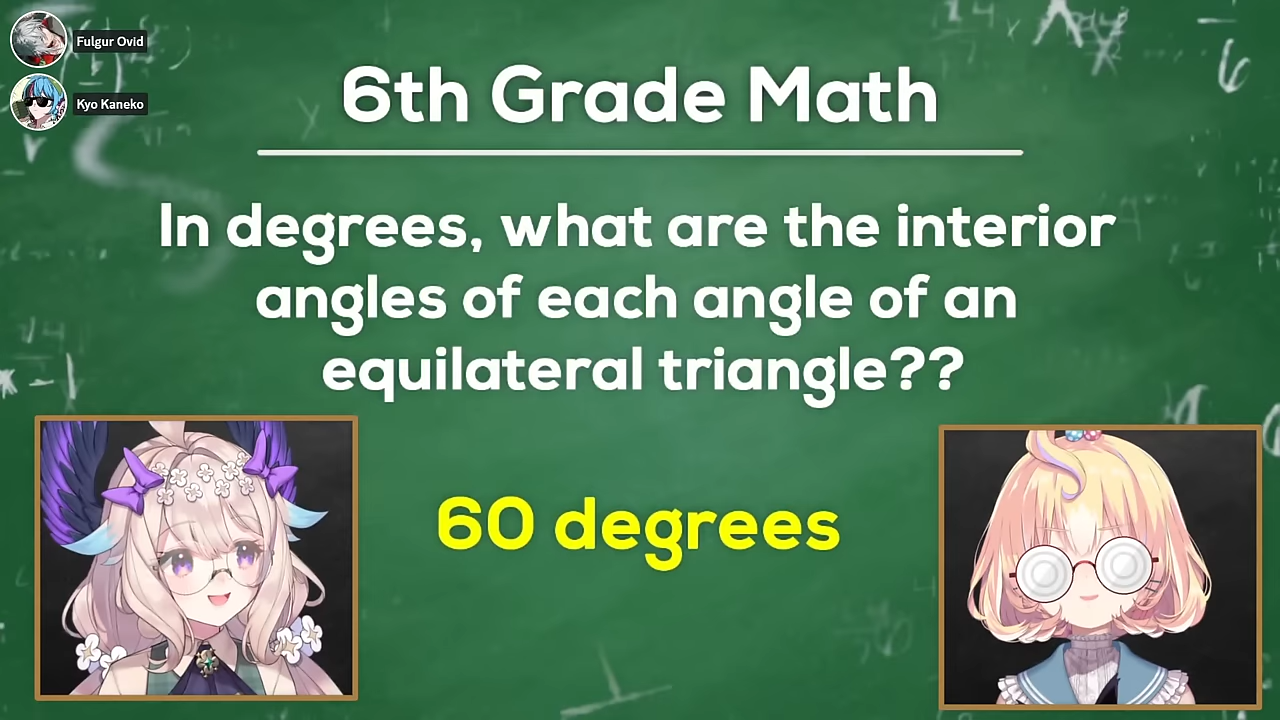 Fulgur Ovid
Kyo Kaneko
6th Grade Math
In degrees, what are the interior
angles of each angle of an
equilateral triangle??
60 degrees